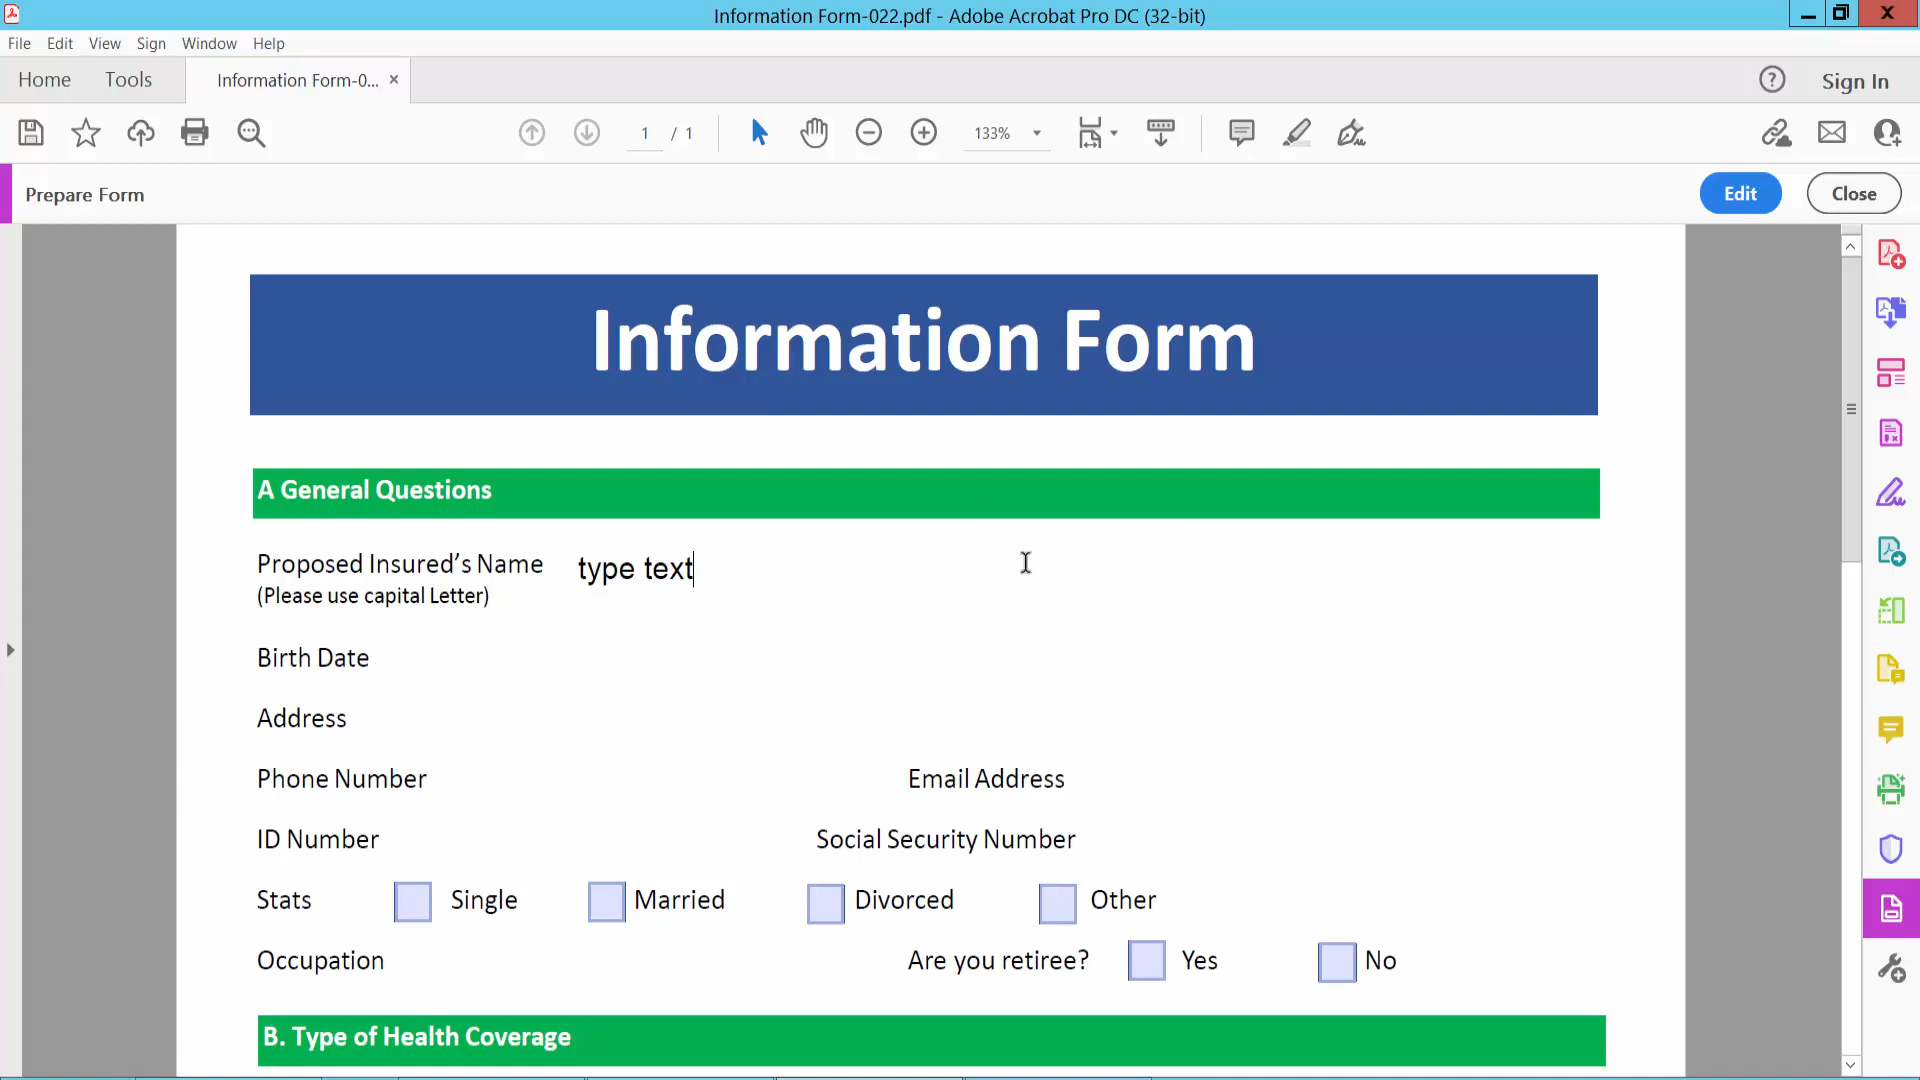 Information Form-022.pdf - Adobe Acrobat Pro DC (32-bit)
File Edit View Sign Window Help
Home Tools Information Form-0... × Sign In
1 / 1 133%
Prepare Form Edit Close
Information Form
A General Questions
Proposed Insured’s Name type text
(Please use capital Letter)
Birth Date
Address
Phone Number Email Address
ID Number Social Security Number
Stats Single Married Divorced Other
Occupation Are you retiree? Yes No
B. Type of Health Coverage